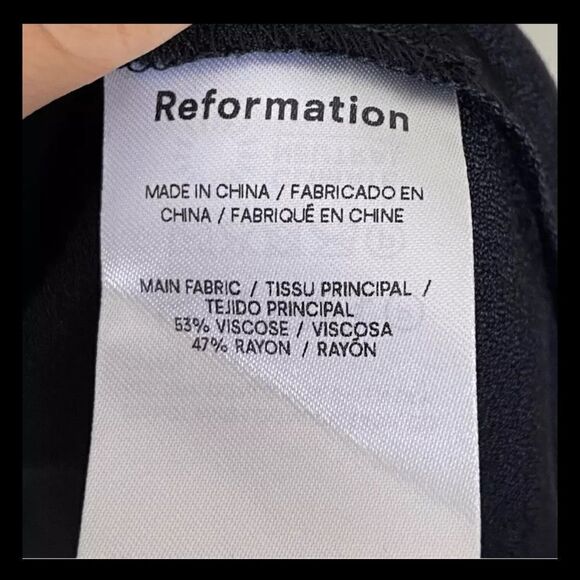 Reformation
MADE IN CHINA / FABRICADO EN
CHINA / FABRIQUÉ EN CHINE
MAIN FABRIC / TISSU PRINCIPAL /
TEJIDO PRINCIPAL
53% VISCOSE / VISCOSA
47% RAYON / RAYÓN